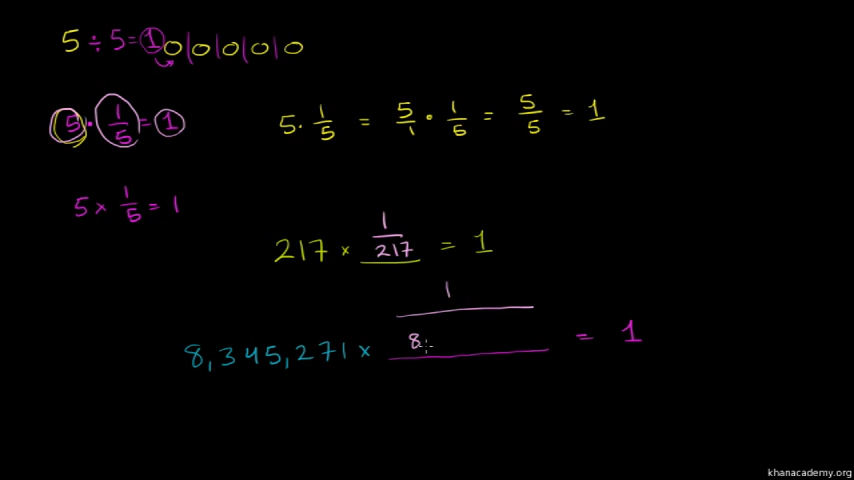 5 ÷ 5 = 1 0|0|0|0|0
5 · 1/5 = 1
5 · 1/5 = 5/1 · 1/5 = 5/5 = 1
5 × 1/5 = 1
217 × 1/217 = 1
8,345,271 × 1/8, = 1
khanacademy.org